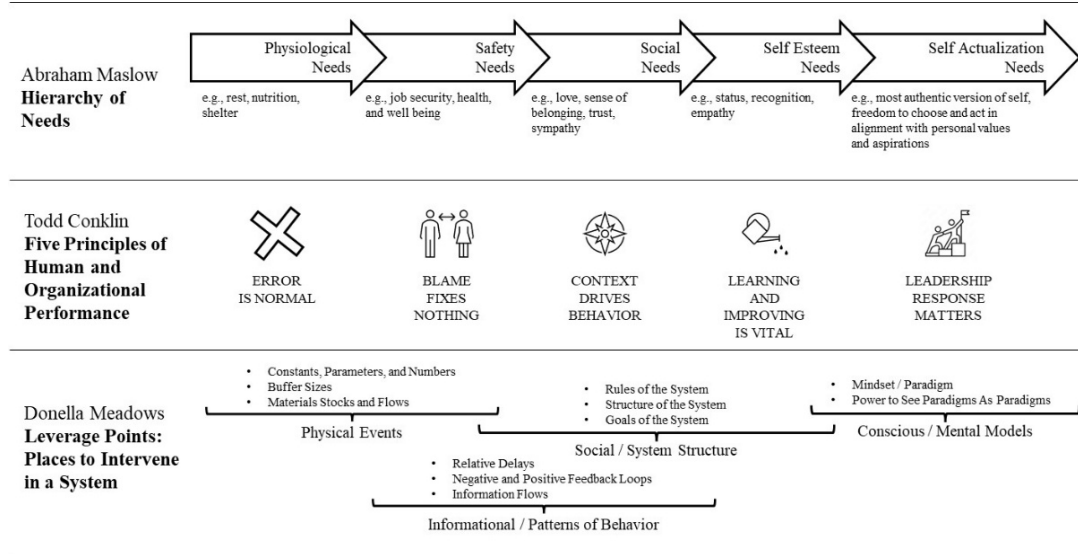 Abraham Maslow
Hierarchy of
Needs
Physiological
Needs
Safety
Needs
Social
Needs
Self Esteem
Needs
Self Actualization
Needs
e.g., rest, nutrition,
shelter
e.g., job security, health,
and well being
e.g., love, sense of
belonging, trust,
sympathy
e.g., status, recognition,
empathy
e.g., most authentic version of self,
freedom to choose and act in
alignment with personal values
and aspirations
Todd Conklin
Five Principles of
Human and
Organizational
Performance
ERROR
IS NORMAL
BLAME
FIXES
NOTHING
CONTEXT
DRIVES
BEHAVIOR
LEARNING
AND
IMPROVING
IS VITAL
LEADERSHIP
RESPONSE
MATTERS
Donella Meadows
Leverage Points:
Places to Intervene
in a System
• Constants, Parameters, and Numbers
• Buffer Sizes
• Materials Stocks and Flows
Physical Events
• Rules of the System
• Structure of the System
• Goals of the System
Social / System Structure
• Mindset / Paradigm
• Power to See Paradigms As Paradigms
Conscious / Mental Models
• Relative Delays
• Negative and Positive Feedback Loops
• Information Flows
Informational / Patterns of Behavior